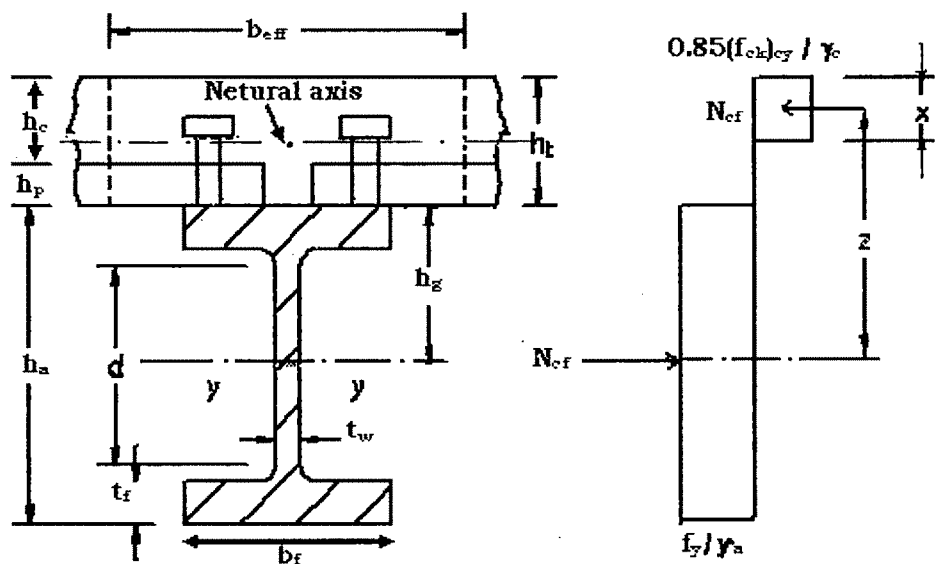 b_eff
0.85(f_ck)_cy / γ_c
Netural axis
h_c
h_t
N_cf
x
h_p
z
h_g
h_a
d
N_cf
y y
t_w
t_f
b_f
f_y / γ_a